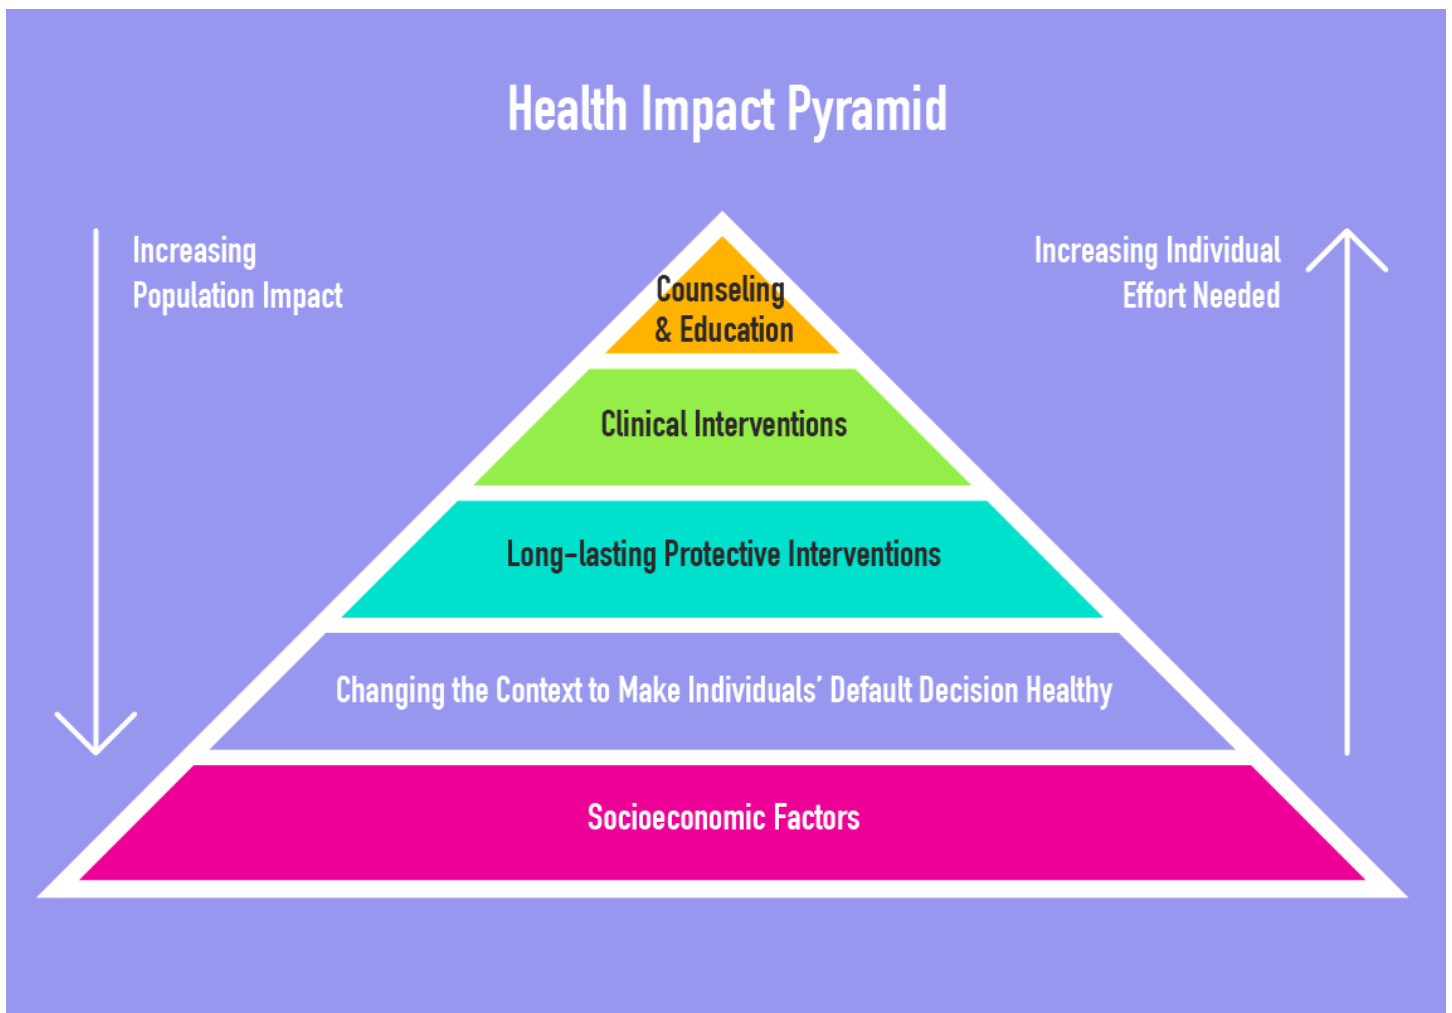 Health Impact Pyramid
Increasing
Population Impact
Increasing Individual
Effort Needed
Counseling
& Education
Clinical Interventions
Long-lasting Protective Interventions
Changing the Context to Make Individuals’ Default Decision Healthy
Socioeconomic Factors